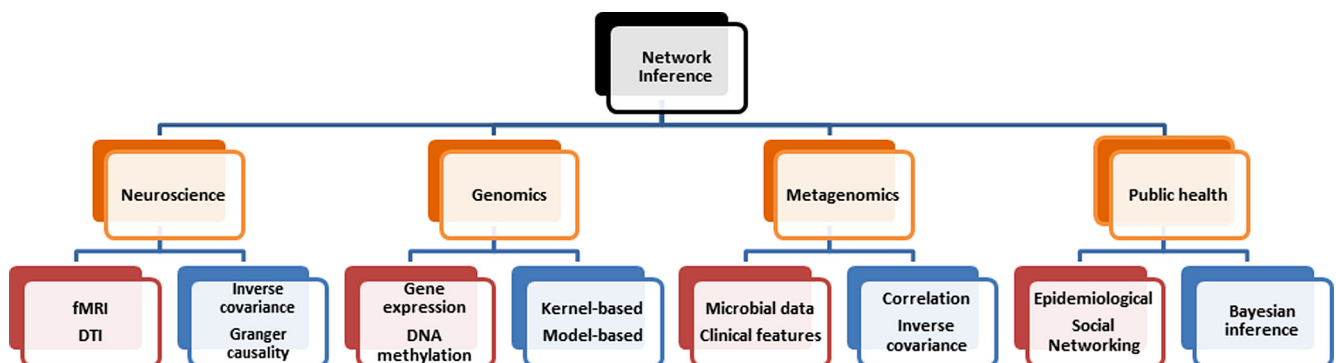 Network
Inference
Neuroscience
Genomics
Metagenomics
Public health
fMRI
DTI
Inverse
covariance
Granger
causality
Gene
expression
DNA
methylation
Kernel-based
Model-based
Microbial data
Clinical features
Correlation
Inverse
covariance
Epidemiological
Social
Networking
Bayesian
inference